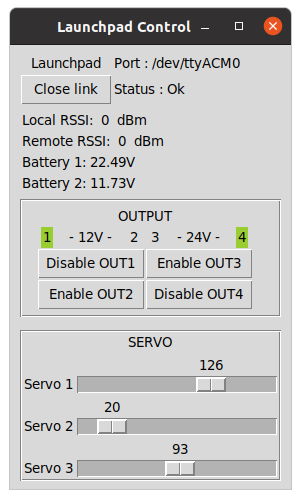 Launchpad Control
Launchpad Port : /dev/ttyACM0
Close link Status : Ok
Local RSSI: 0 dBm
Remote RSSI: 0 dBm
Battery 1: 22.49V
Battery 2: 11.73V
OUTPUT
1 - 12V - 2 3 - 24V - 4
Disable OUT1 Enable OUT3
Enable OUT2 Disable OUT4
SERVO
126
Servo 1
20
Servo 2
93
Servo 3